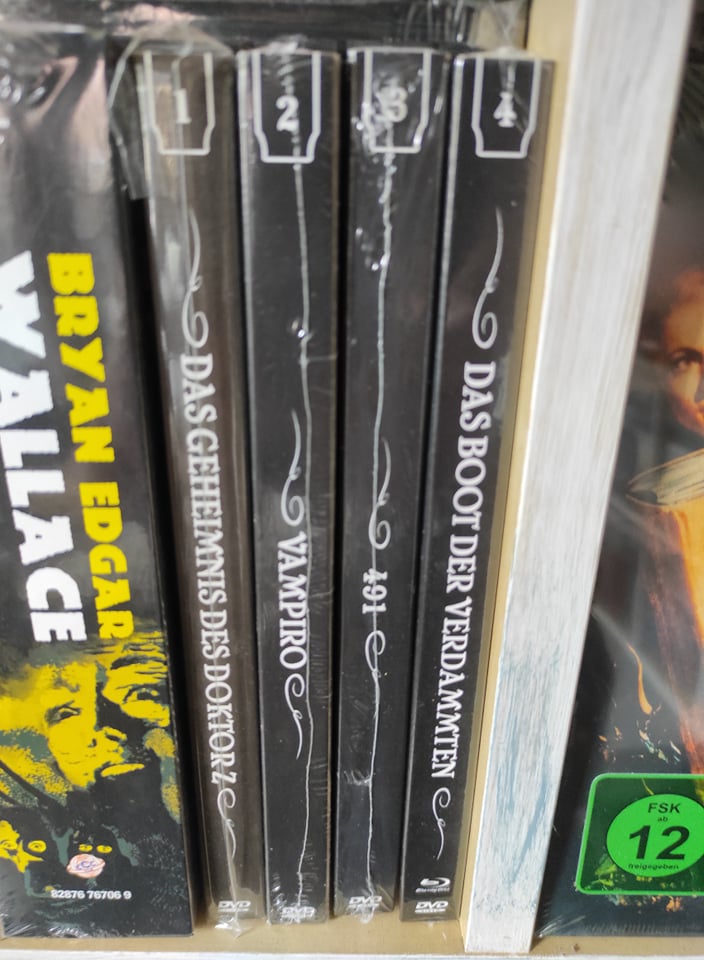 BRYAN EDGAR
WALLACE
82876 76706 9
1
DAS GEHEIMNIS DES DOKTOR Z
DVD
2
VAMPIRO
DVD
3
491
DVD
4
DAS BOOT DER VERDAMMTEN
DVD
FSK
ab
12
freigegeben